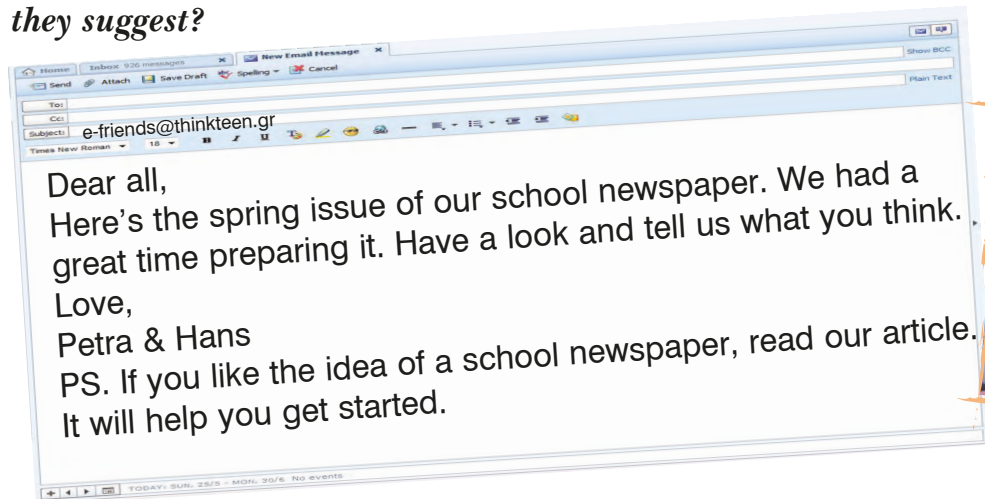 they suggest?
Home Inbox 926 messages New Email Message
Send Attach Save Draft Spelling Cancel
Show BCC
To:
Cc:
Plain Text
Subject: e-friends@thinkteen.gr
Times New Roman 18 B I U T
Dear all,
Here's the spring issue of our school newspaper. We had a
great time preparing it. Have a look and tell us what you think.
Love,
Petra & Hans
PS. If you like the idea of a school newspaper, read our article.
It will help you get started.
TODAY: SUN, 25/5 - MON, 30/6 No events